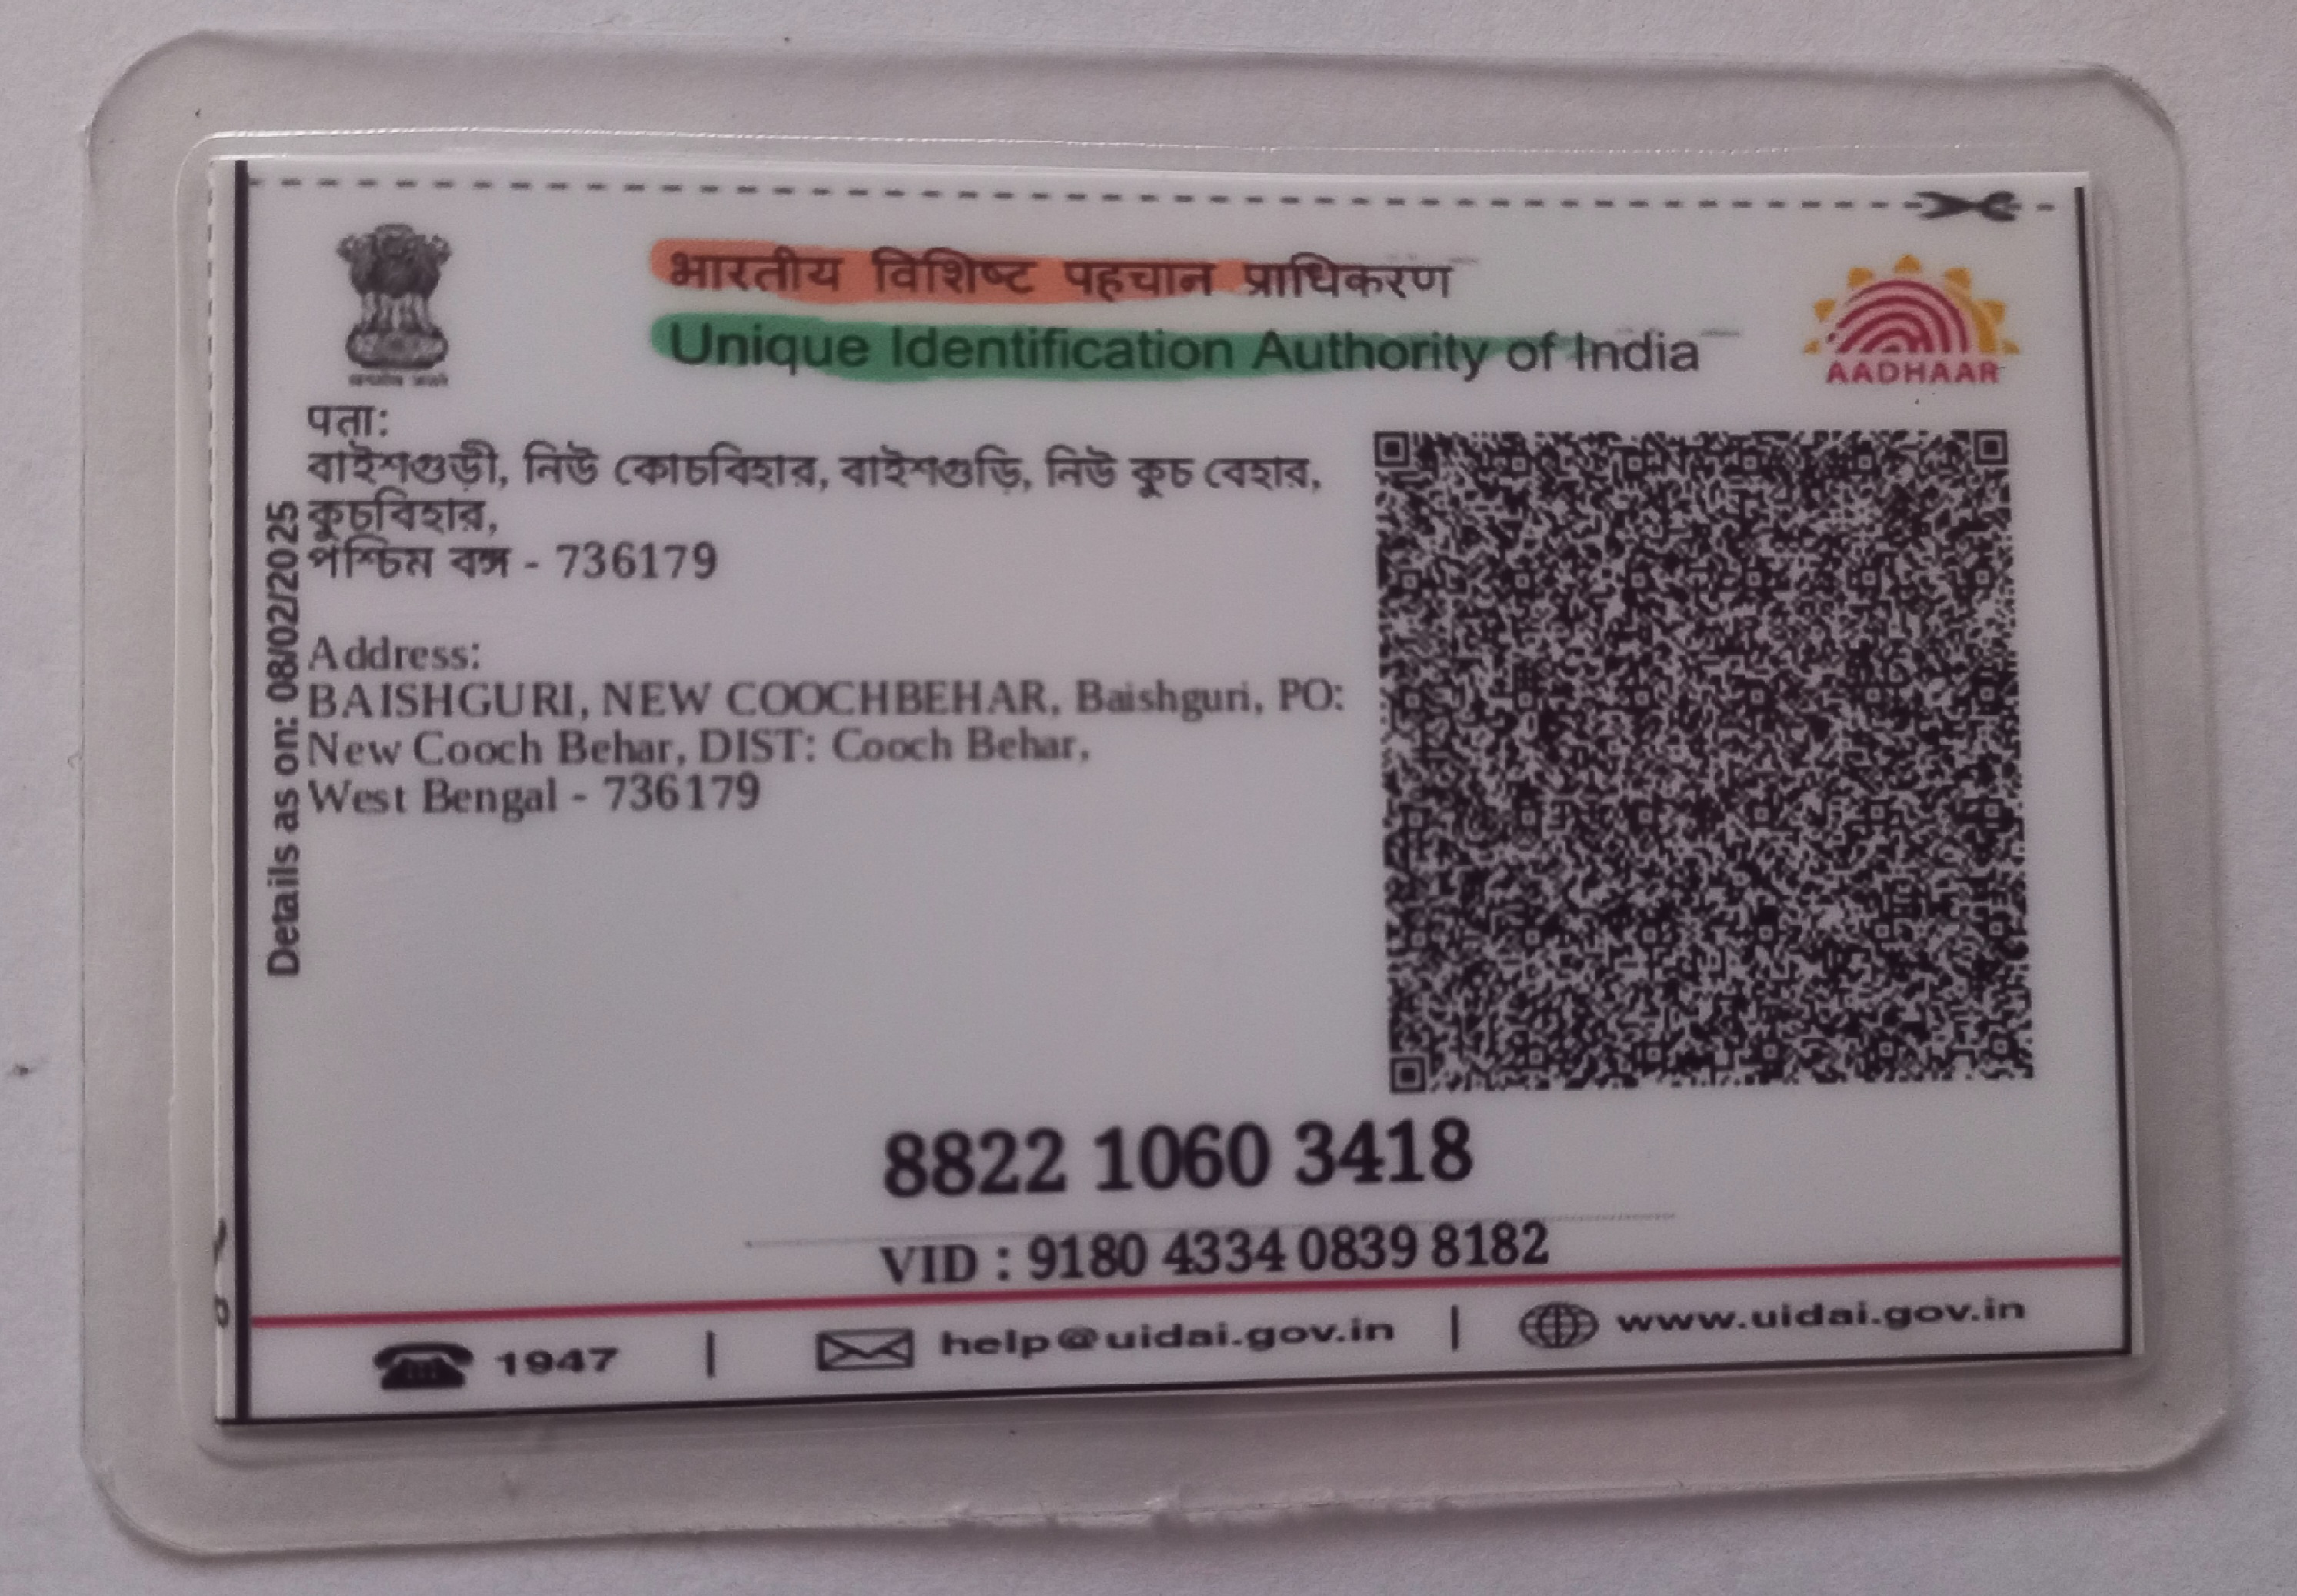 भारतीय विशिष्ट पहचान प्राधिकरण
Unique Identification Authority of India
AADHAAR
पता:
বাইশগুড়ী, নিউ কোচবিহার, বাইশগুড়ি, নিউ কুচ বেহার,
কুচবিহার,
পশ্চিম বঙ্গ - 736179
Address:
BAISHGURI, NEW COOCHBEHAR, Baishguri, PO:
New Cooch Behar, DIST: Cooch Behar,
West Bengal - 736179
Details as on: 08/02/2025
8822 1060 3418
VID : 9180 4334 0839 8182
1947 | help@uidai.gov.in | www.uidai.gov.in